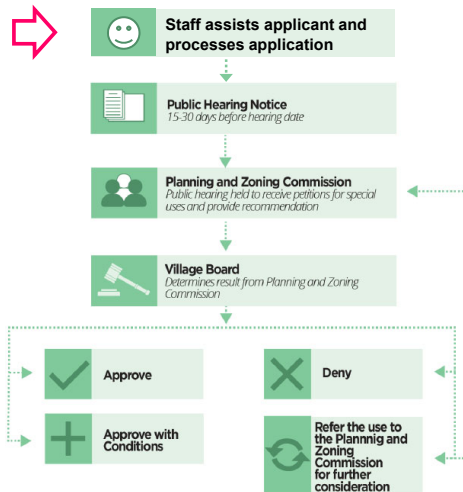 Staff assists applicant and
processes application
Public Hearing Notice
15-30 days before hearing date
Planning and Zoning Commission
Public hearing held to receive petitions for special
uses and provide recommendation
Village Board
Determines result from Planning and Zoning
Commission
Approve
Deny
Approve with
Conditions
Refer the use to
the Plannnig and
Zoning
Commission
for further
consideration